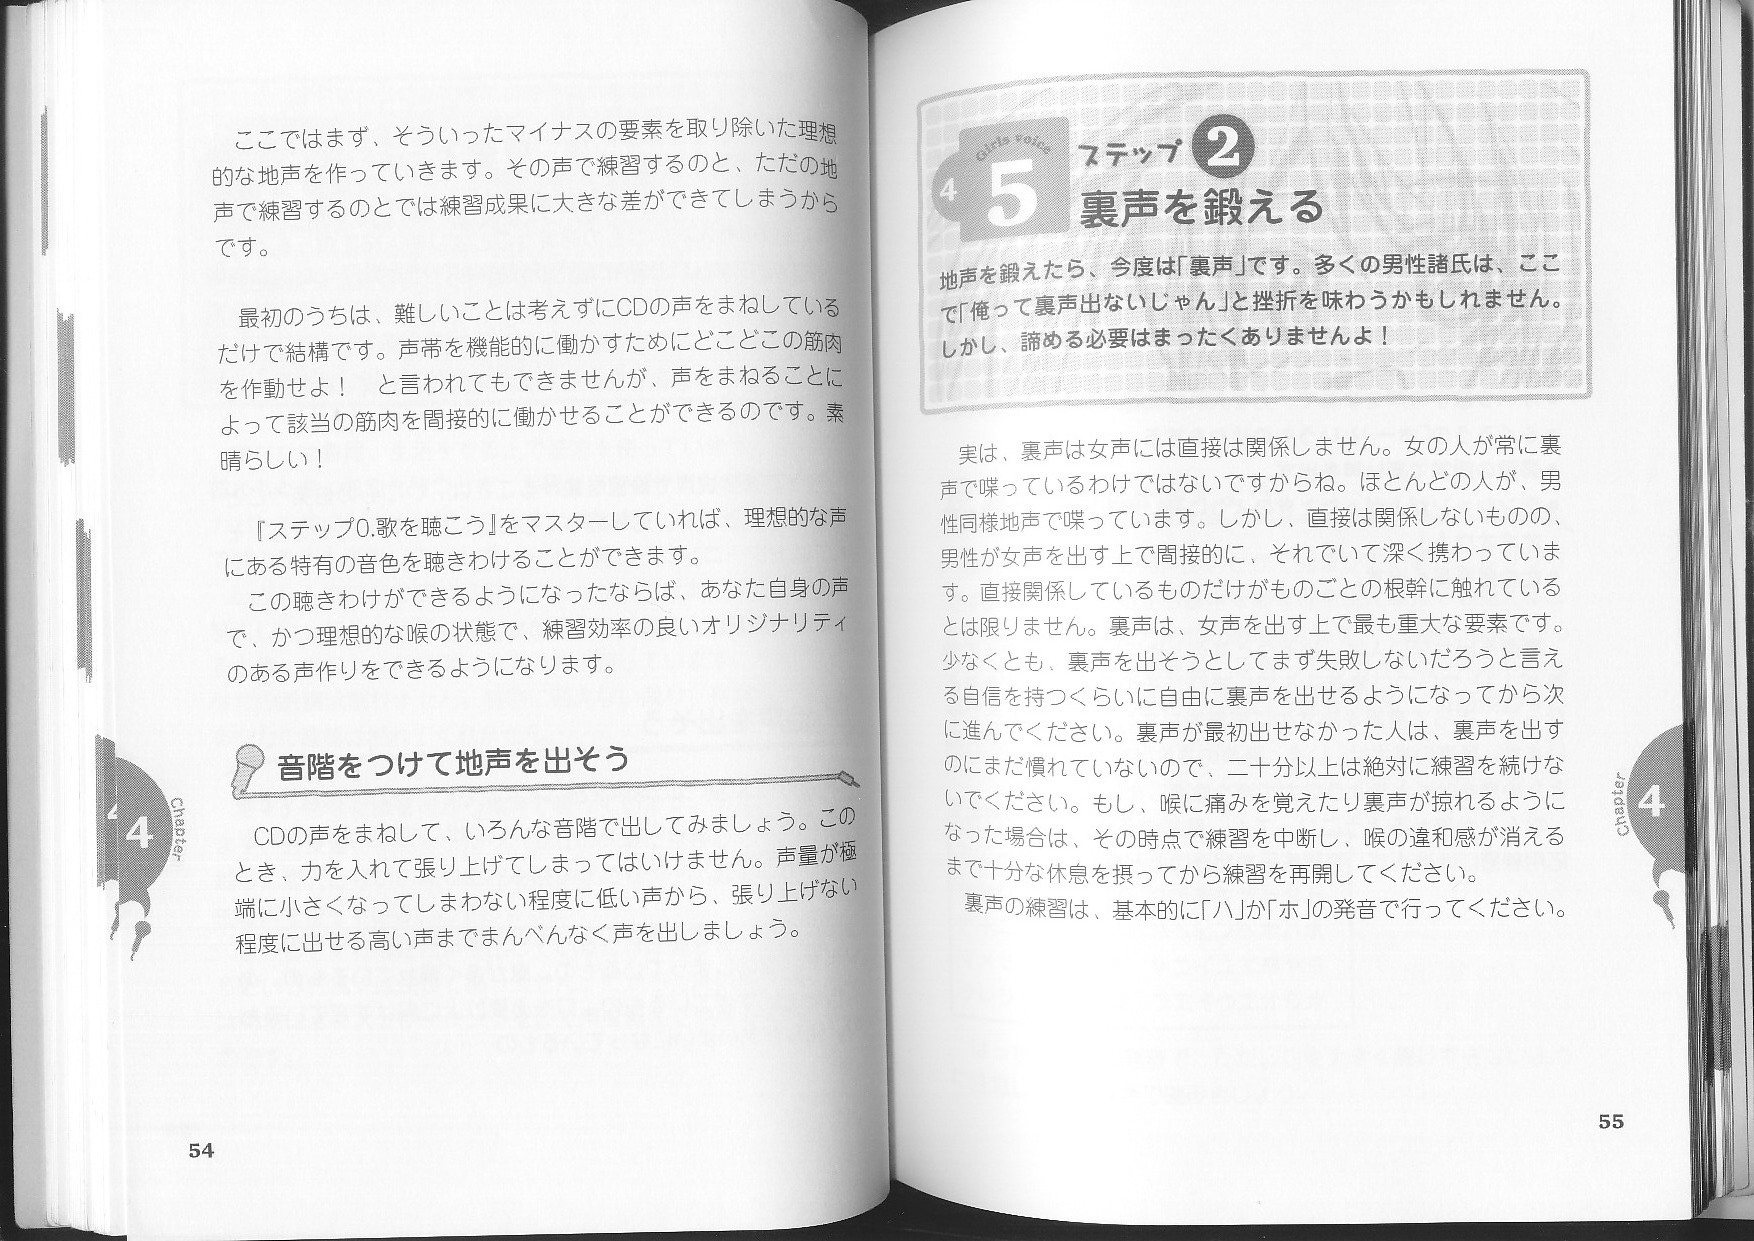 ここではまず、そういったマイナスの要素を取り除いた理想
的な地声を作っていきます。その声で練習するのと、ただの地
声で練習するのとでは練習成果に大きな差ができてしまうから
です。
最初のうちは、難しいことは考えずにCDの声をまねしている
だけで結構です。声帯を機能的に働かすためにどこどこの筋肉
を作動せよ！　と言われてもできませんが、声をまねることに
よって該当の筋肉を間接的に働かせることができるのです。素
晴らしい！
『ステップ0.歌を聴こう』をマスターしていれば、理想的な声
にある特有の音色を聴きわけることができます。
この聴きわけができるようになったならば、あなた自身の声
で、かつ理想的な喉の状態で、練習効率の良いオリジナリティ
のある声作りをできるようになります。
音階をつけて地声を出そう
CDの声をまねして、いろんな音階で出してみましょう。この
とき、力を入れて張り上げてしまってはいけません。声量が極
端に小さくなってしまわない程度に低い声から、張り上げない
程度に出せる高い声までまんべんなく声を出しましょう。
4
Chapter
54
Girls voice
4
5
ステップ2
裏声を鍛える
地声を鍛えたら、今度は「裏声」です。多くの男性諸氏は、ここ
で「俺って裏声出ないじゃん」と挫折を味わうかもしれません。
しかし、諦める必要はまったくありませんよ！
実は、裏声は女声には直接は関係しません。女の人が常に裏
声で喋っているわけではないですからね。ほとんどの人が、男
性同様地声で喋っています。しかし、直接は関係しないものの、
男性が女声を出す上で間接的に、それでいて深く携わっていま
す。直接関係しているものだけがものごとの根幹に触れている
とは限りません。裏声は、女声を出す上で最も重大な要素です。
少なくとも、裏声を出そうとしてまず失敗しないだろうと言え
る自信を持つくらいに自由に裏声を出せるようになってから次
に進んでください。裏声が最初出せなかった人は、裏声を出す
のにまだ慣れていないので、二十分以上は絶対に練習を続けな
いでください。もし、喉に痛みを覚えたり裏声が掠れるように
なった場合は、その時点で練習を中断し、喉の違和感が消える
まで十分な休息を摂ってから練習を再開してください。
裏声の練習は、基本的に「ハ」か「ホ」の発音で行ってください。
Chapter
4
55